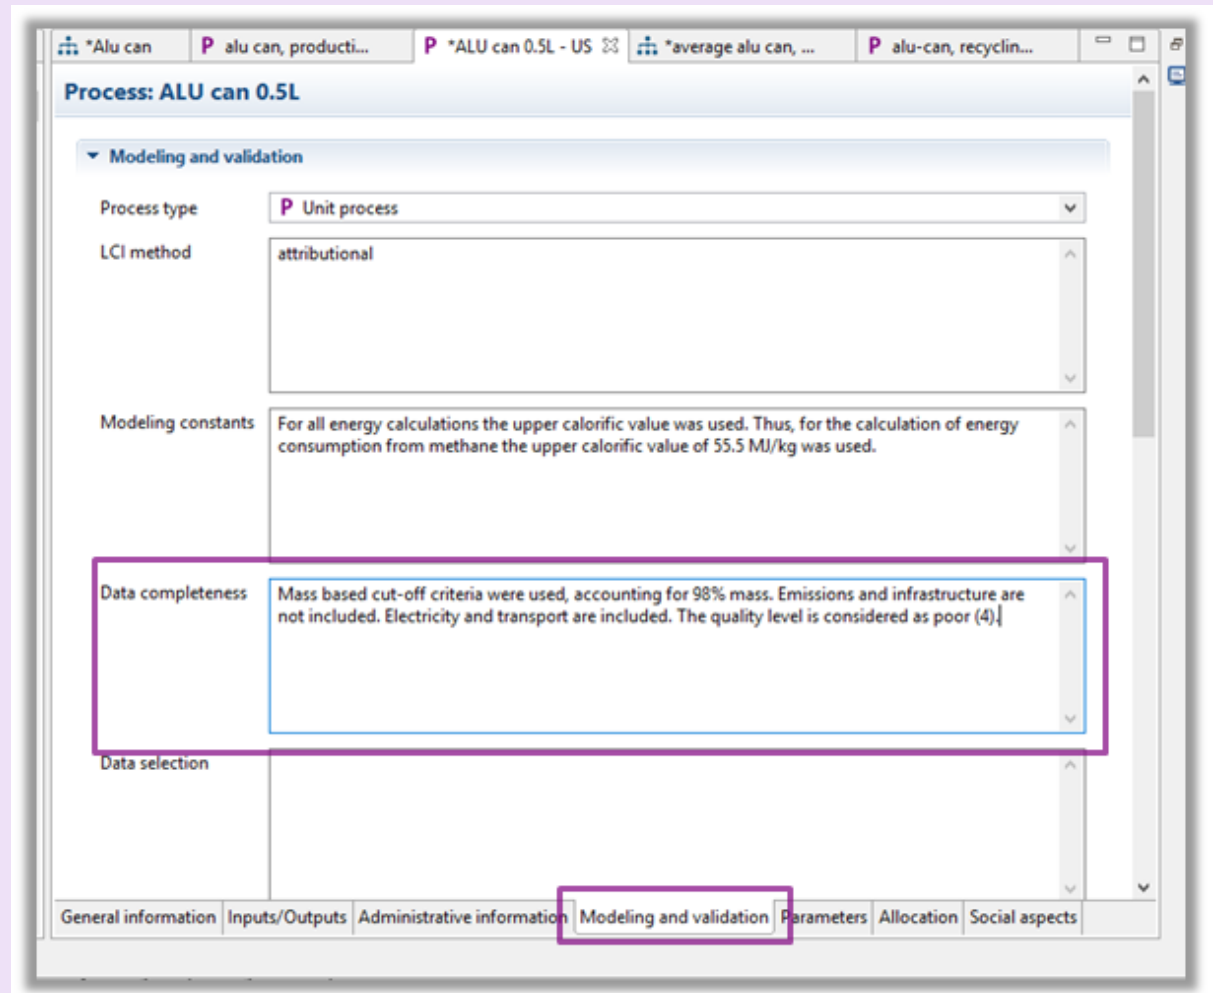 *Alu can
P alu can, producti...
P *ALU can 0.5L - US
*average alu can, ...
P alu-can, recyclin...
Process: ALU can 0.5L
Modeling and validation
Process type
P Unit process
LCI method
attributional
Modeling constants
For all energy calculations the upper calorific value was used. Thus, for the calculation of energy
consumption from methane the upper calorific value of 55.5 MJ/kg was used.
Data completeness
Mass based cut-off criteria were used, accounting for 98% mass. Emissions and infrastructure are
not included. Electricity and transport are included. The quality level is considered as poor (4).
Data selection
General information
Inputs/Outputs
Administrative information
Modeling and validation
Parameters
Allocation
Social aspects